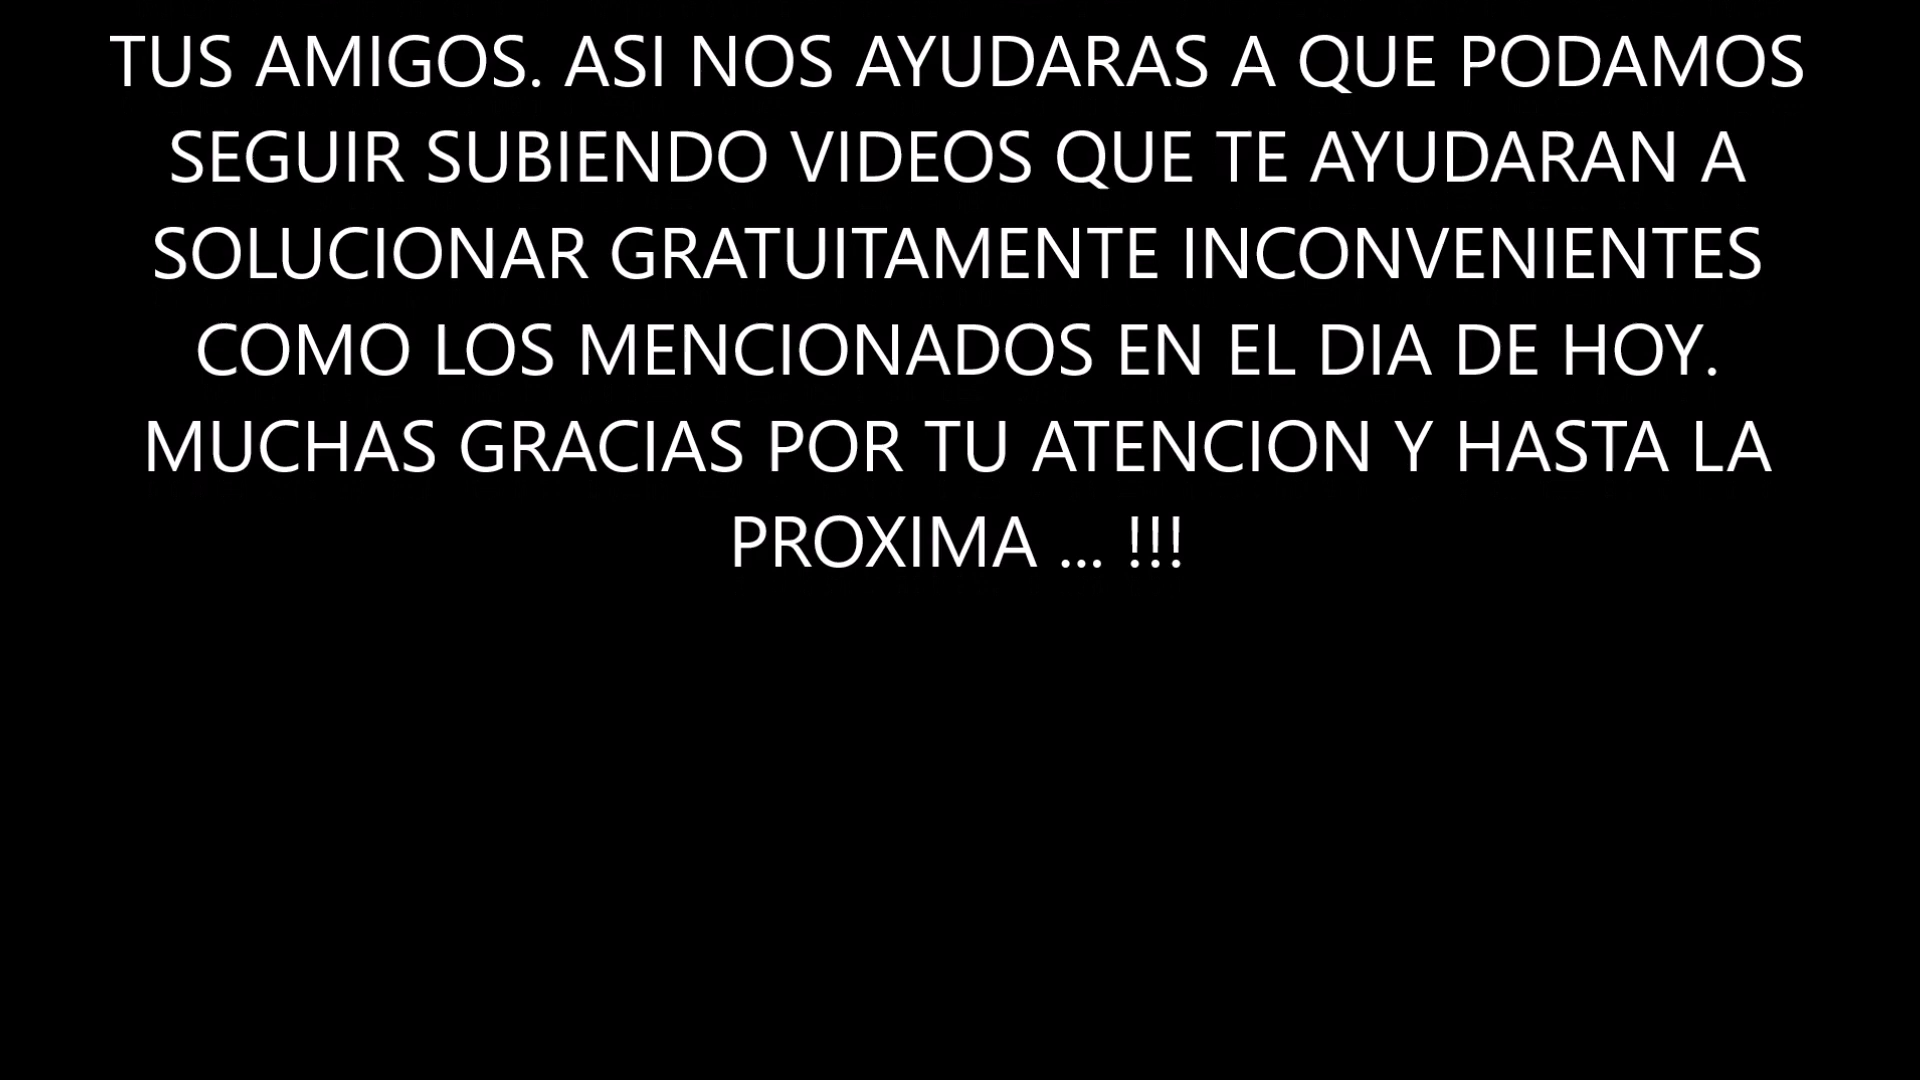 TUS AMIGOS. ASI NOS AYUDARAS A QUE PODAMOS
SEGUIR SUBIENDO VIDEOS QUE TE AYUDARAN A
SOLUCIONAR GRATUITAMENTE INCONVENIENTES
COMO LOS MENCIONADOS EN EL DIA DE HOY.
MUCHAS GRACIAS POR TU ATENCION Y HASTA LA
PROXIMA ... !!!